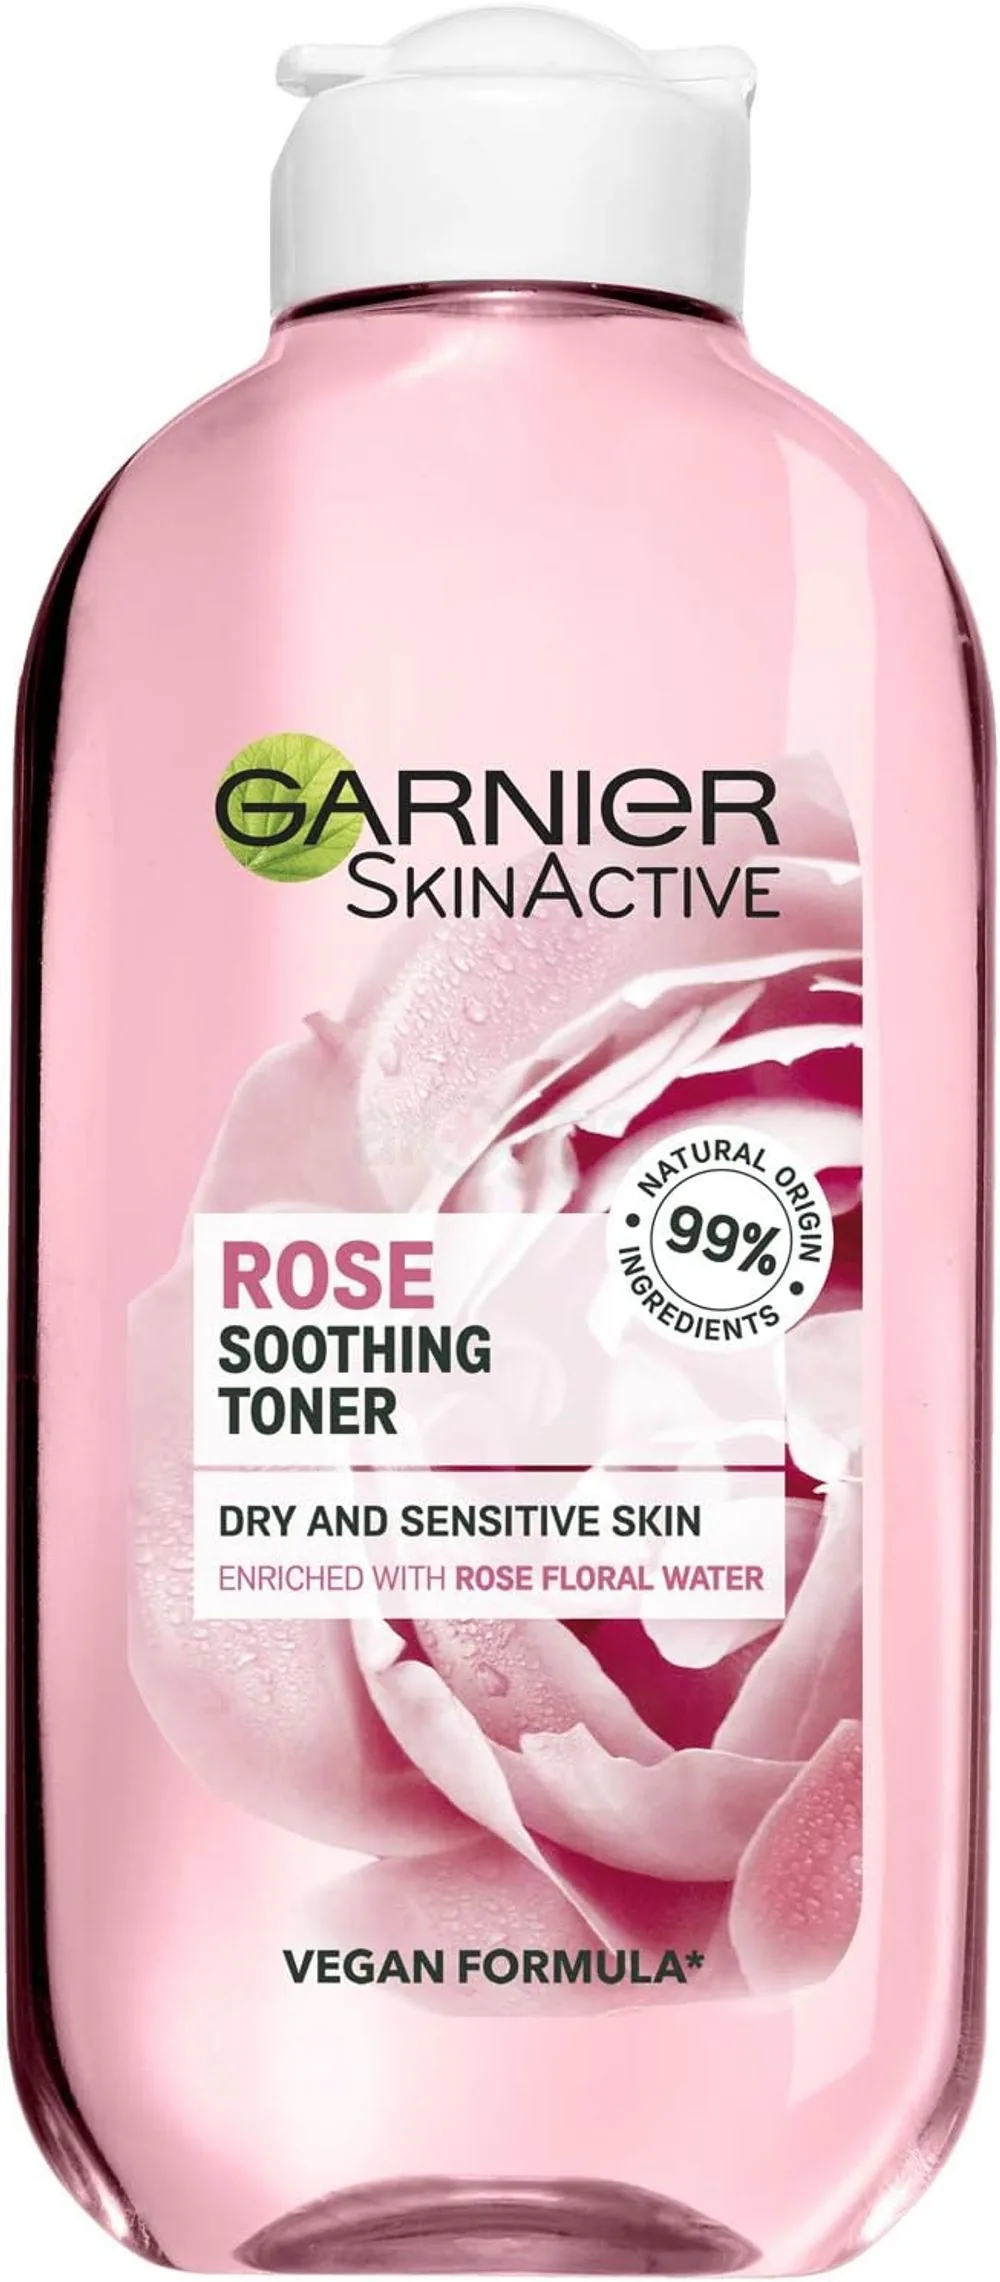 GARNIER
SKINACTIVE
NATURAL ORIGIN
99%
INGREDIENTS
ROSE
SOOTHING
TONER
DRY AND SENSITIVE SKIN
ENRICHED WITH ROSE FLORAL WATER
VEGAN FORMULA*